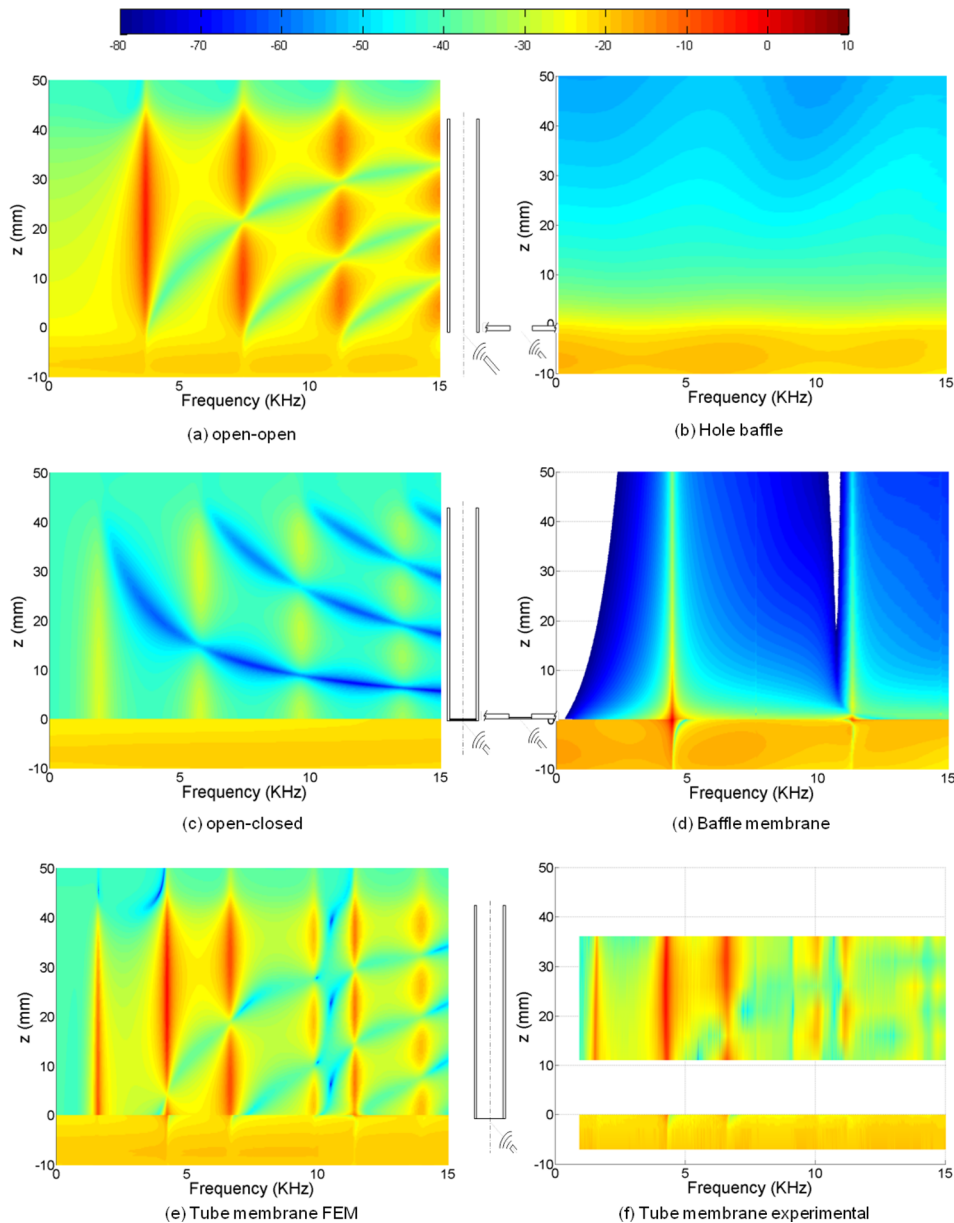 -80 -70 -60 -50 -40 -30 -20 -10 0 10
z (mm)
50
40
30
20
10
0
-10
0 5 10 15
Frequency (KHz)
(a) open-open
z (mm)
50
40
30
20
10
0
-10
0 5 10 15
Frequency (KHz)
(b) Hole baffle
z (mm)
50
40
30
20
10
0
-10
0 5 10 15
Frequency (KHz)
(c) open-closed
z (mm)
50
40
30
20
10
0
-10
0 5 10 15
Frequency (KHz)
(d) Baffle membrane
z (mm)
50
40
30
20
10
0
-10
0 5 10 15
Frequency (KHz)
(e) Tube membrane FEM
z (mm)
50
40
30
20
10
0
-10
0 5 10 15
Frequency (KHz)
(f) Tube membrane experimental